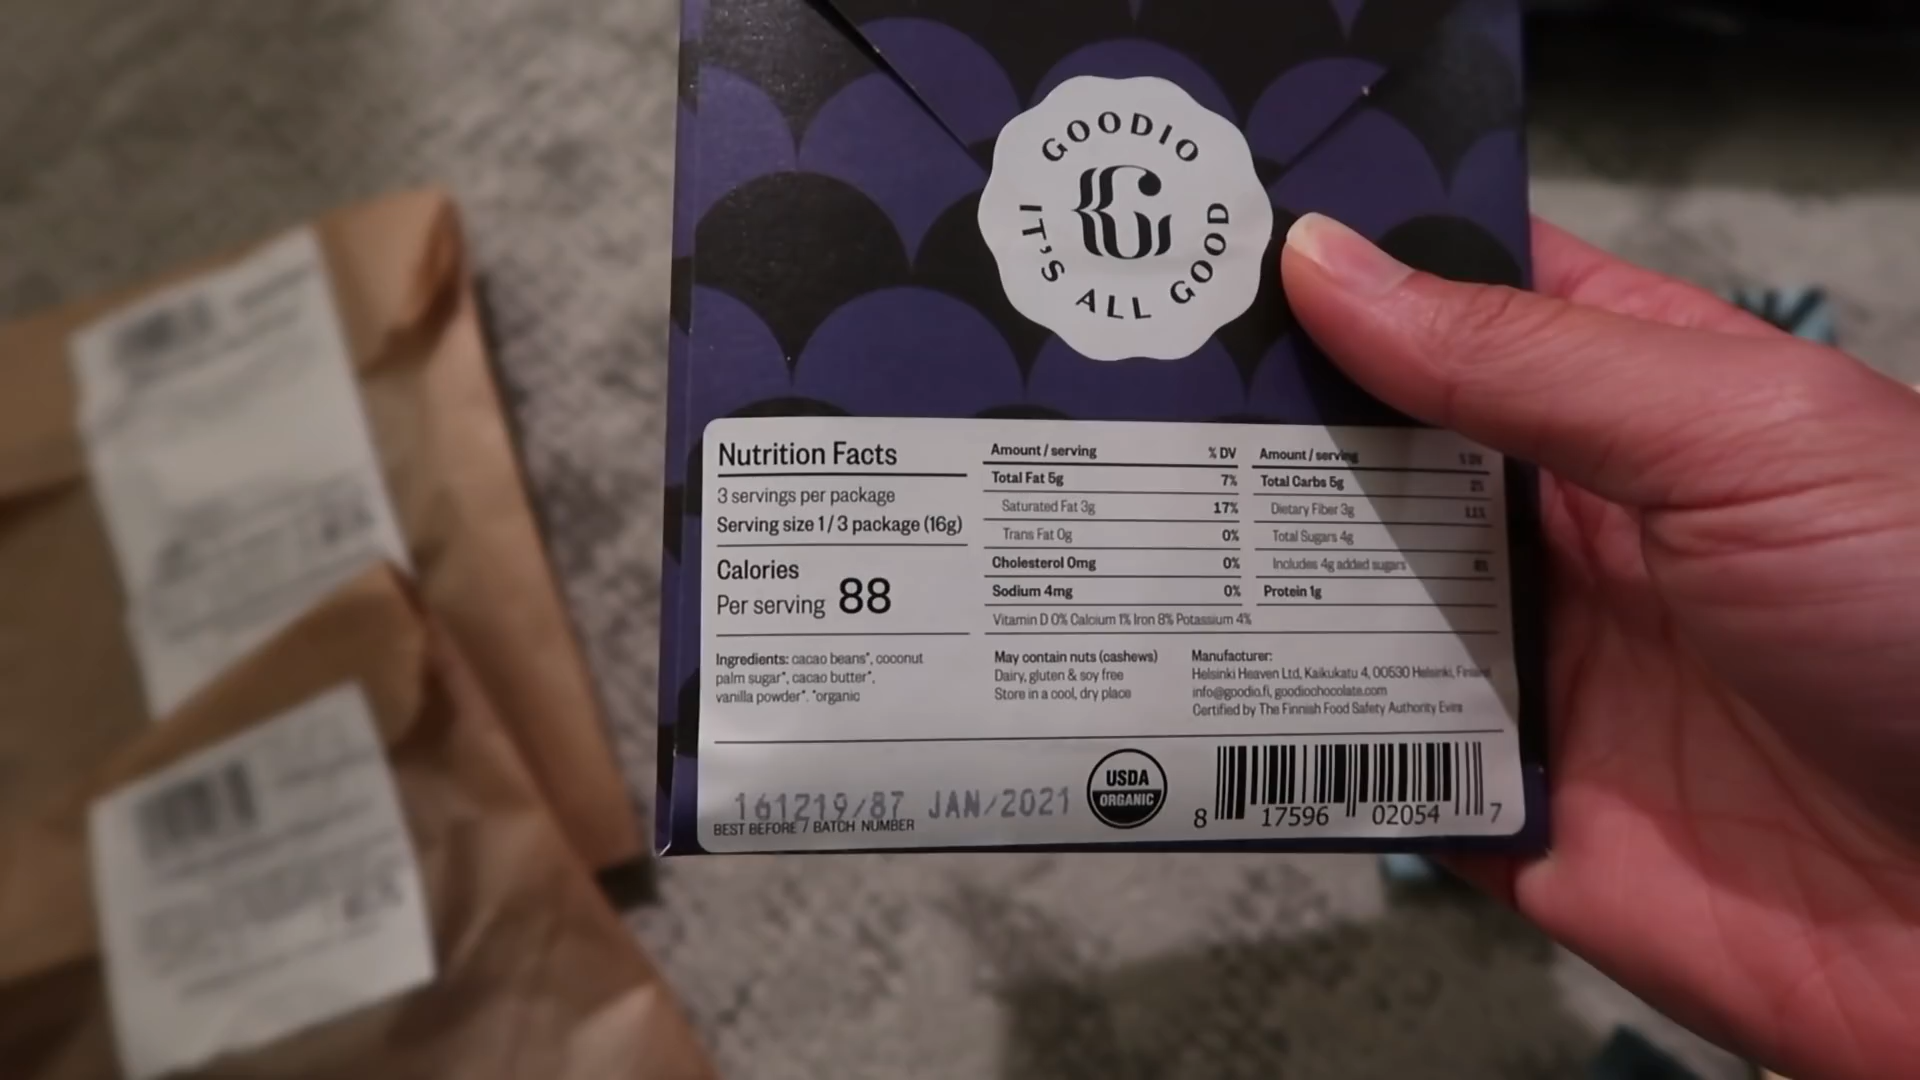 GOODIO
IT'S ALL GOOD
Nutrition Facts
3 servings per package
Serving size 1/3 package (16g)
Calories
Per serving 88
Amount / serving % DV
Total Fat 5g 7%
Saturated Fat 3g 17%
Trans Fat 0g 0%
Cholesterol 0mg 0%
Sodium 4mg 0%
Amount / serving % DV
Total Carbs 5g
Dietary Fiber 3g 11%
Total Sugars 4g
Includes 4g added sugars
Protein 1g
Vitamin D 0% Calcium 1% Iron 8% Potassium 4%
Ingredients: cacao beans*, coconut
palm sugar*, cacao butter*,
vanilla powder*. *organic
May contain nuts (cashews)
Dairy, gluten & soy free
Store in a cool, dry place
Manufacturer:
Helsinki Heaven Ltd, Kaikukatu 4, 00530 Helsinki, Finland
info@goodio.fi, goodiochocolate.com
Certified by The Finnish Food Safety Authority Evira
161219/87 JAN/2021
BEST BEFORE / BATCH NUMBER
USDA
ORGANIC
8 17596 02054 7